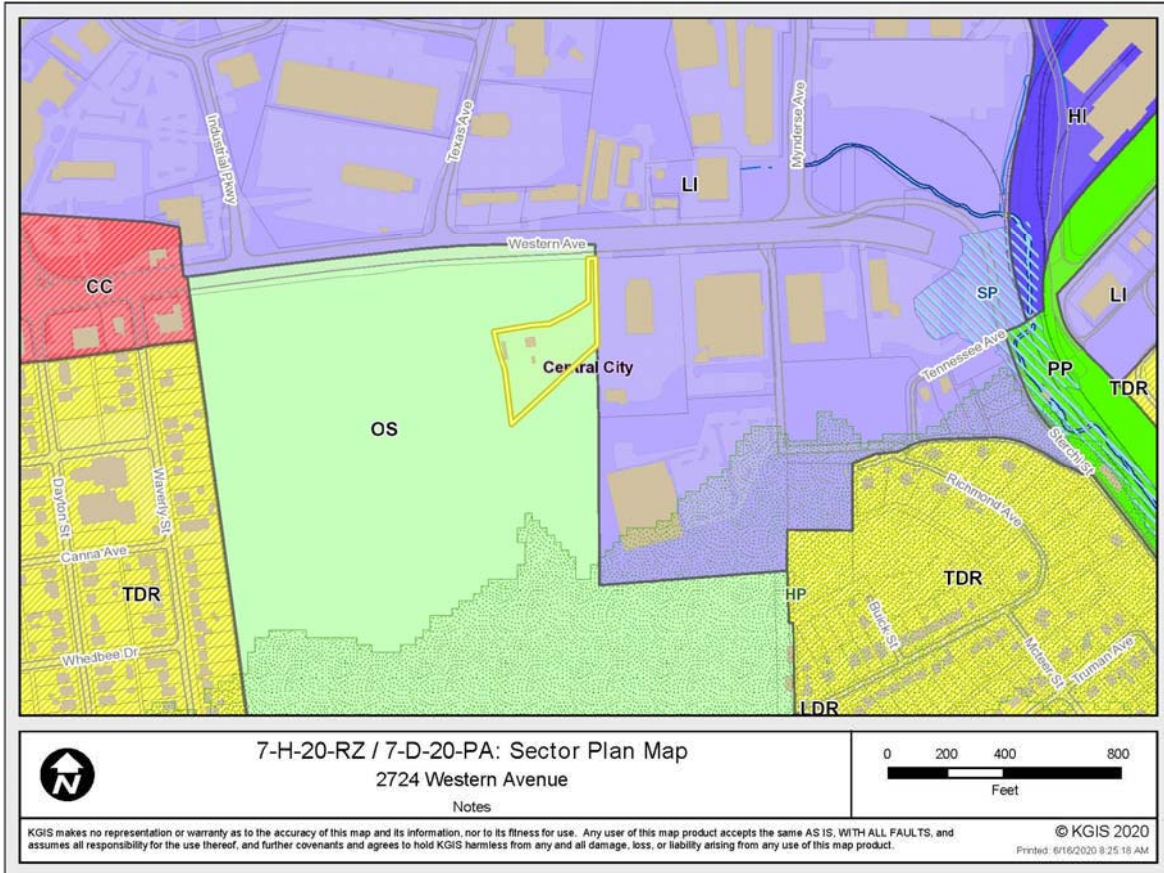 HI
Industrial Pkwy
Texas Ave
Mynderse Ave
LI
Western Ave
CC
SP
LI
Tennessee Ave
Central City
PP
TDR
OS
Sterchi St
Dayton St
Waverly St
Richmond Ave
Canna Ave
TDR
TDR
HP
Buick St
Mcteer St
Truman Ave
Whedbee Dr
LDR
N
7-H-20-RZ / 7-D-20-PA: Sector Plan Map
2724 Western Avenue
Notes
0 200 400 800
Feet
KGIS makes no representation or warranty as to the accuracy of this map and its information, nor to its fitness for use. Any user of this map product accepts the same AS IS, WITH ALL FAULTS, and
assumes all responsibility for the use thereof, and further covenants and agrees to hold KGIS harmless from any and all damage, loss, or liability arising from any use of this map product.
© KGIS 2020
Printed: 6/16/2020 8:25:18 AM